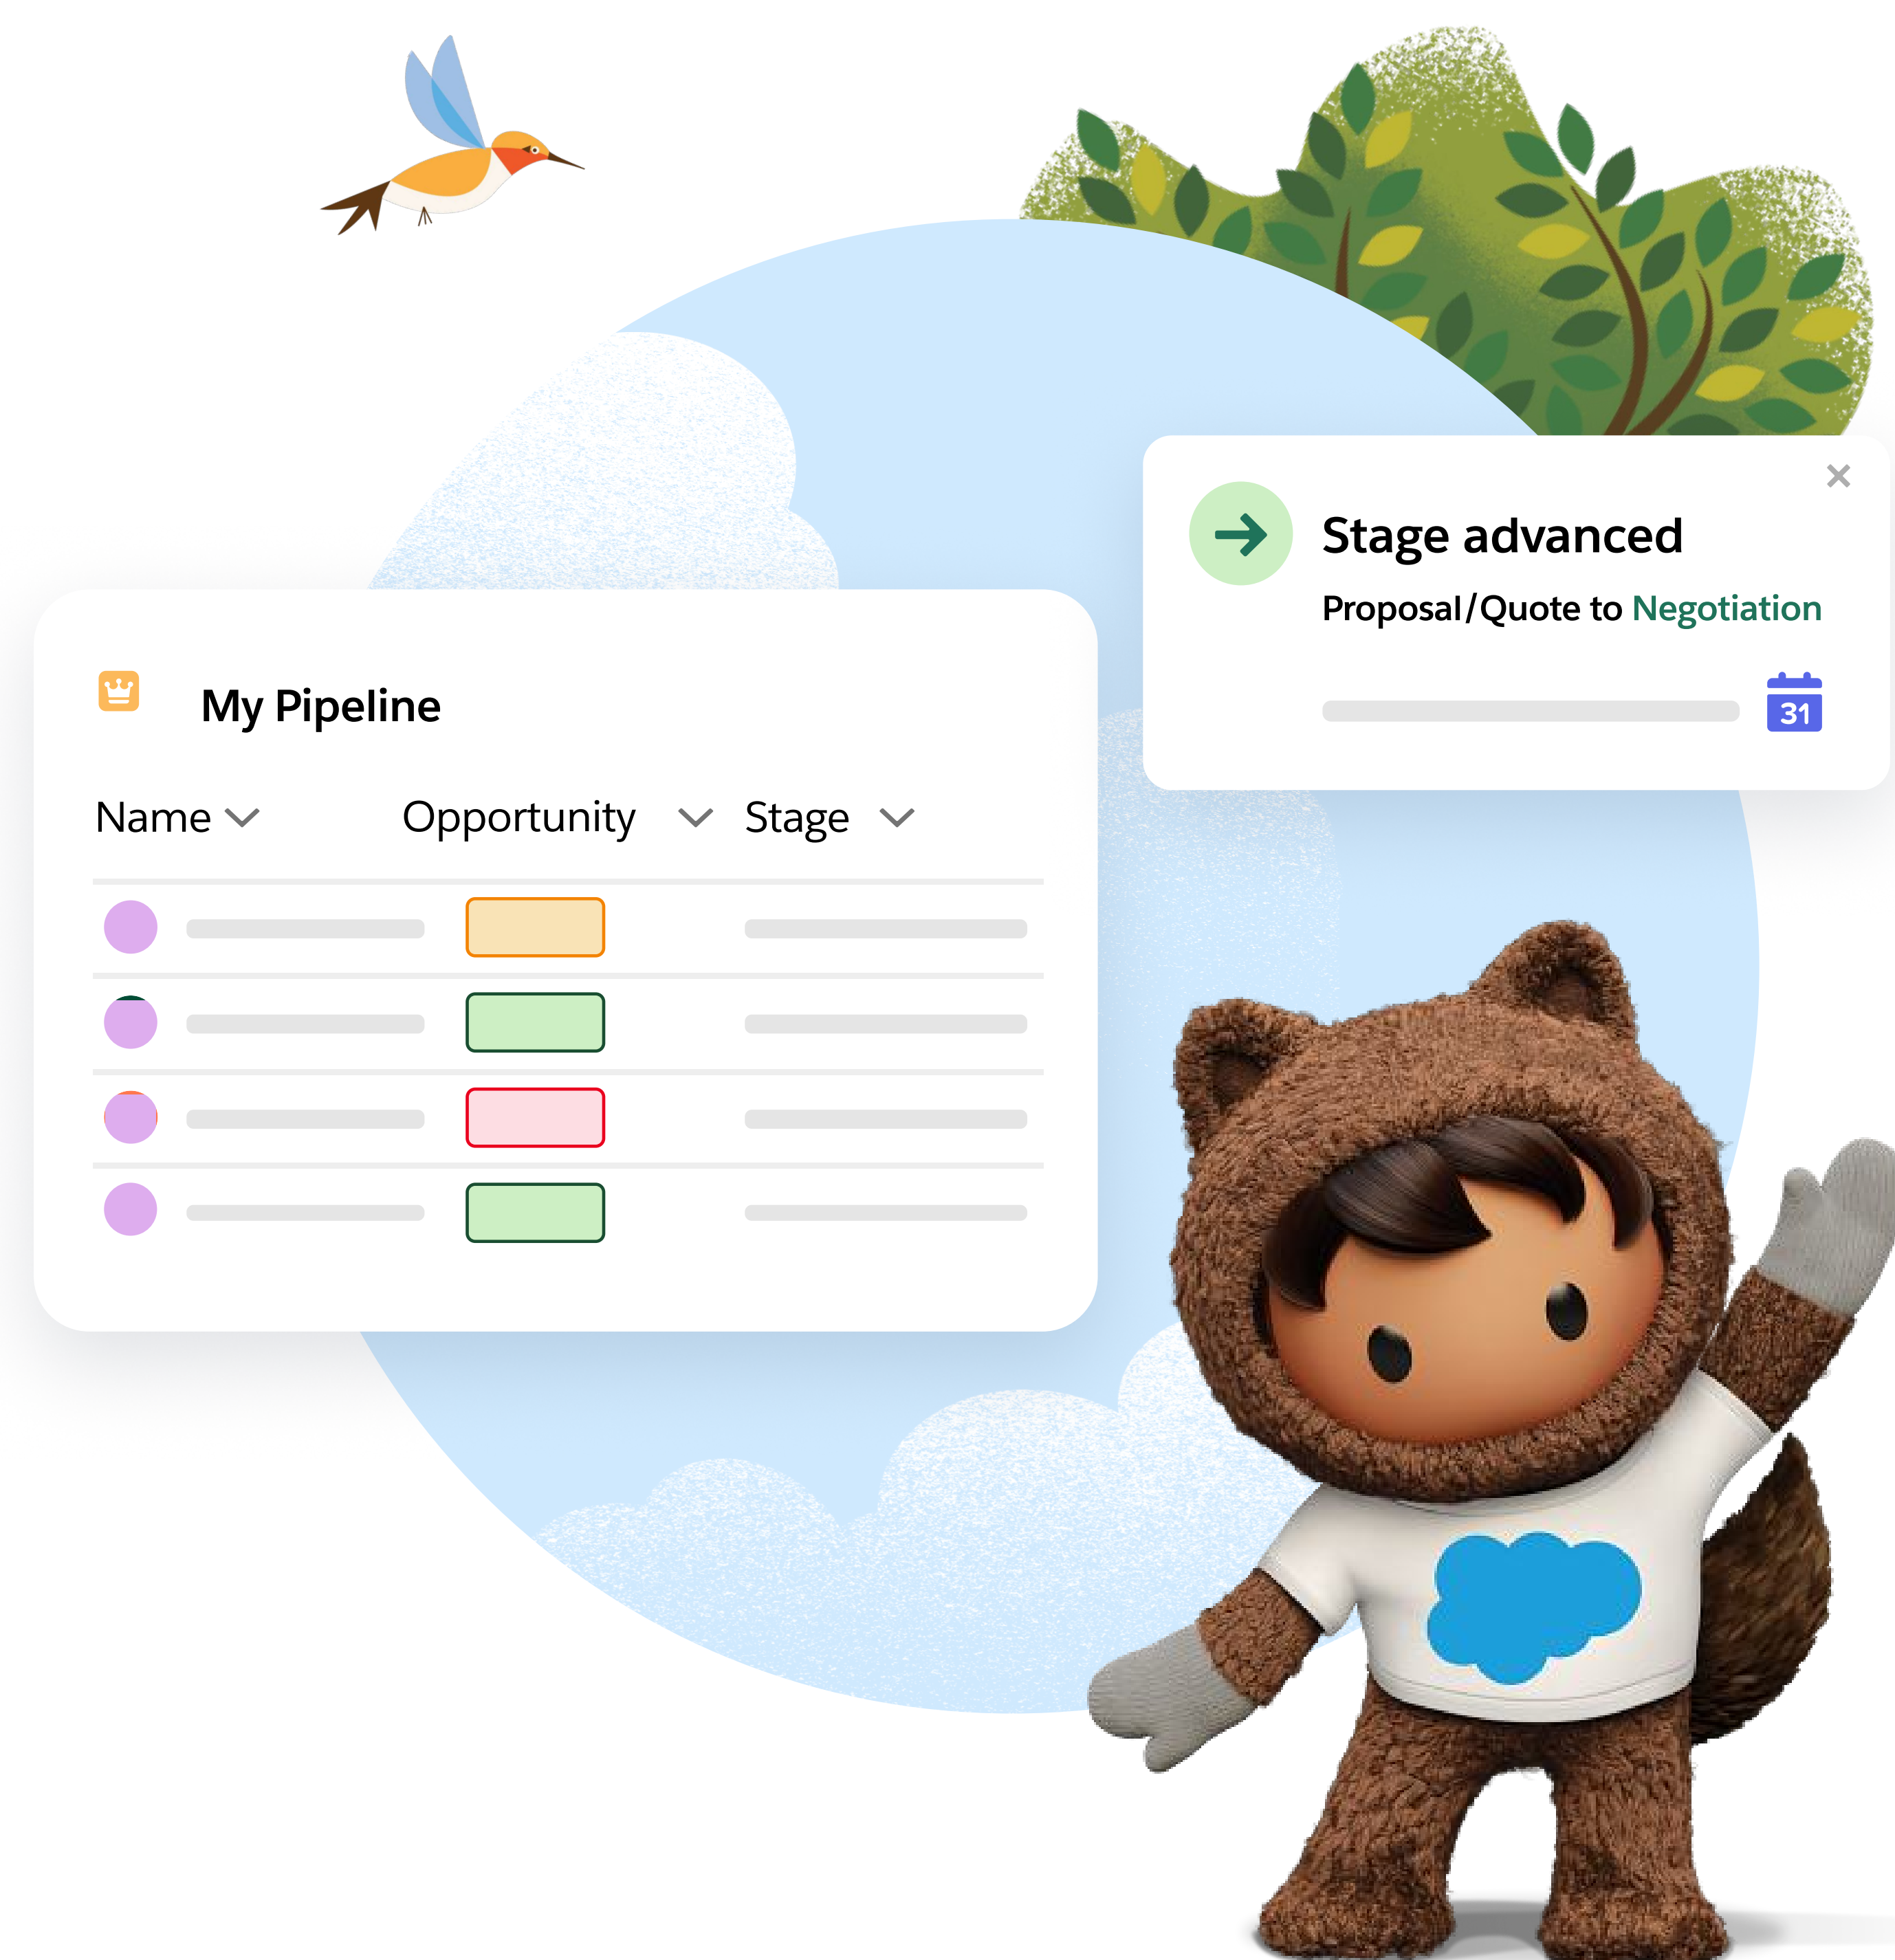 Stage advanced
Proposal/Quote to Negotiation
31
My Pipeline
Name Opportunity Stage